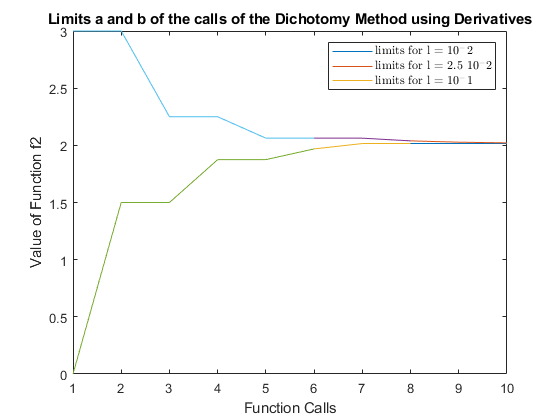 Limits a and b of the calls of the Dichotomy Method using Derivatives
3
2.5
2
1.5
1
0.5
0
Value of Function f2
limits for l = 10^- 2
limits for l = 2.5 10^- 2
limits for l = 10^- 1
1 2 3 4 5 6 7 8 9 10
Function Calls